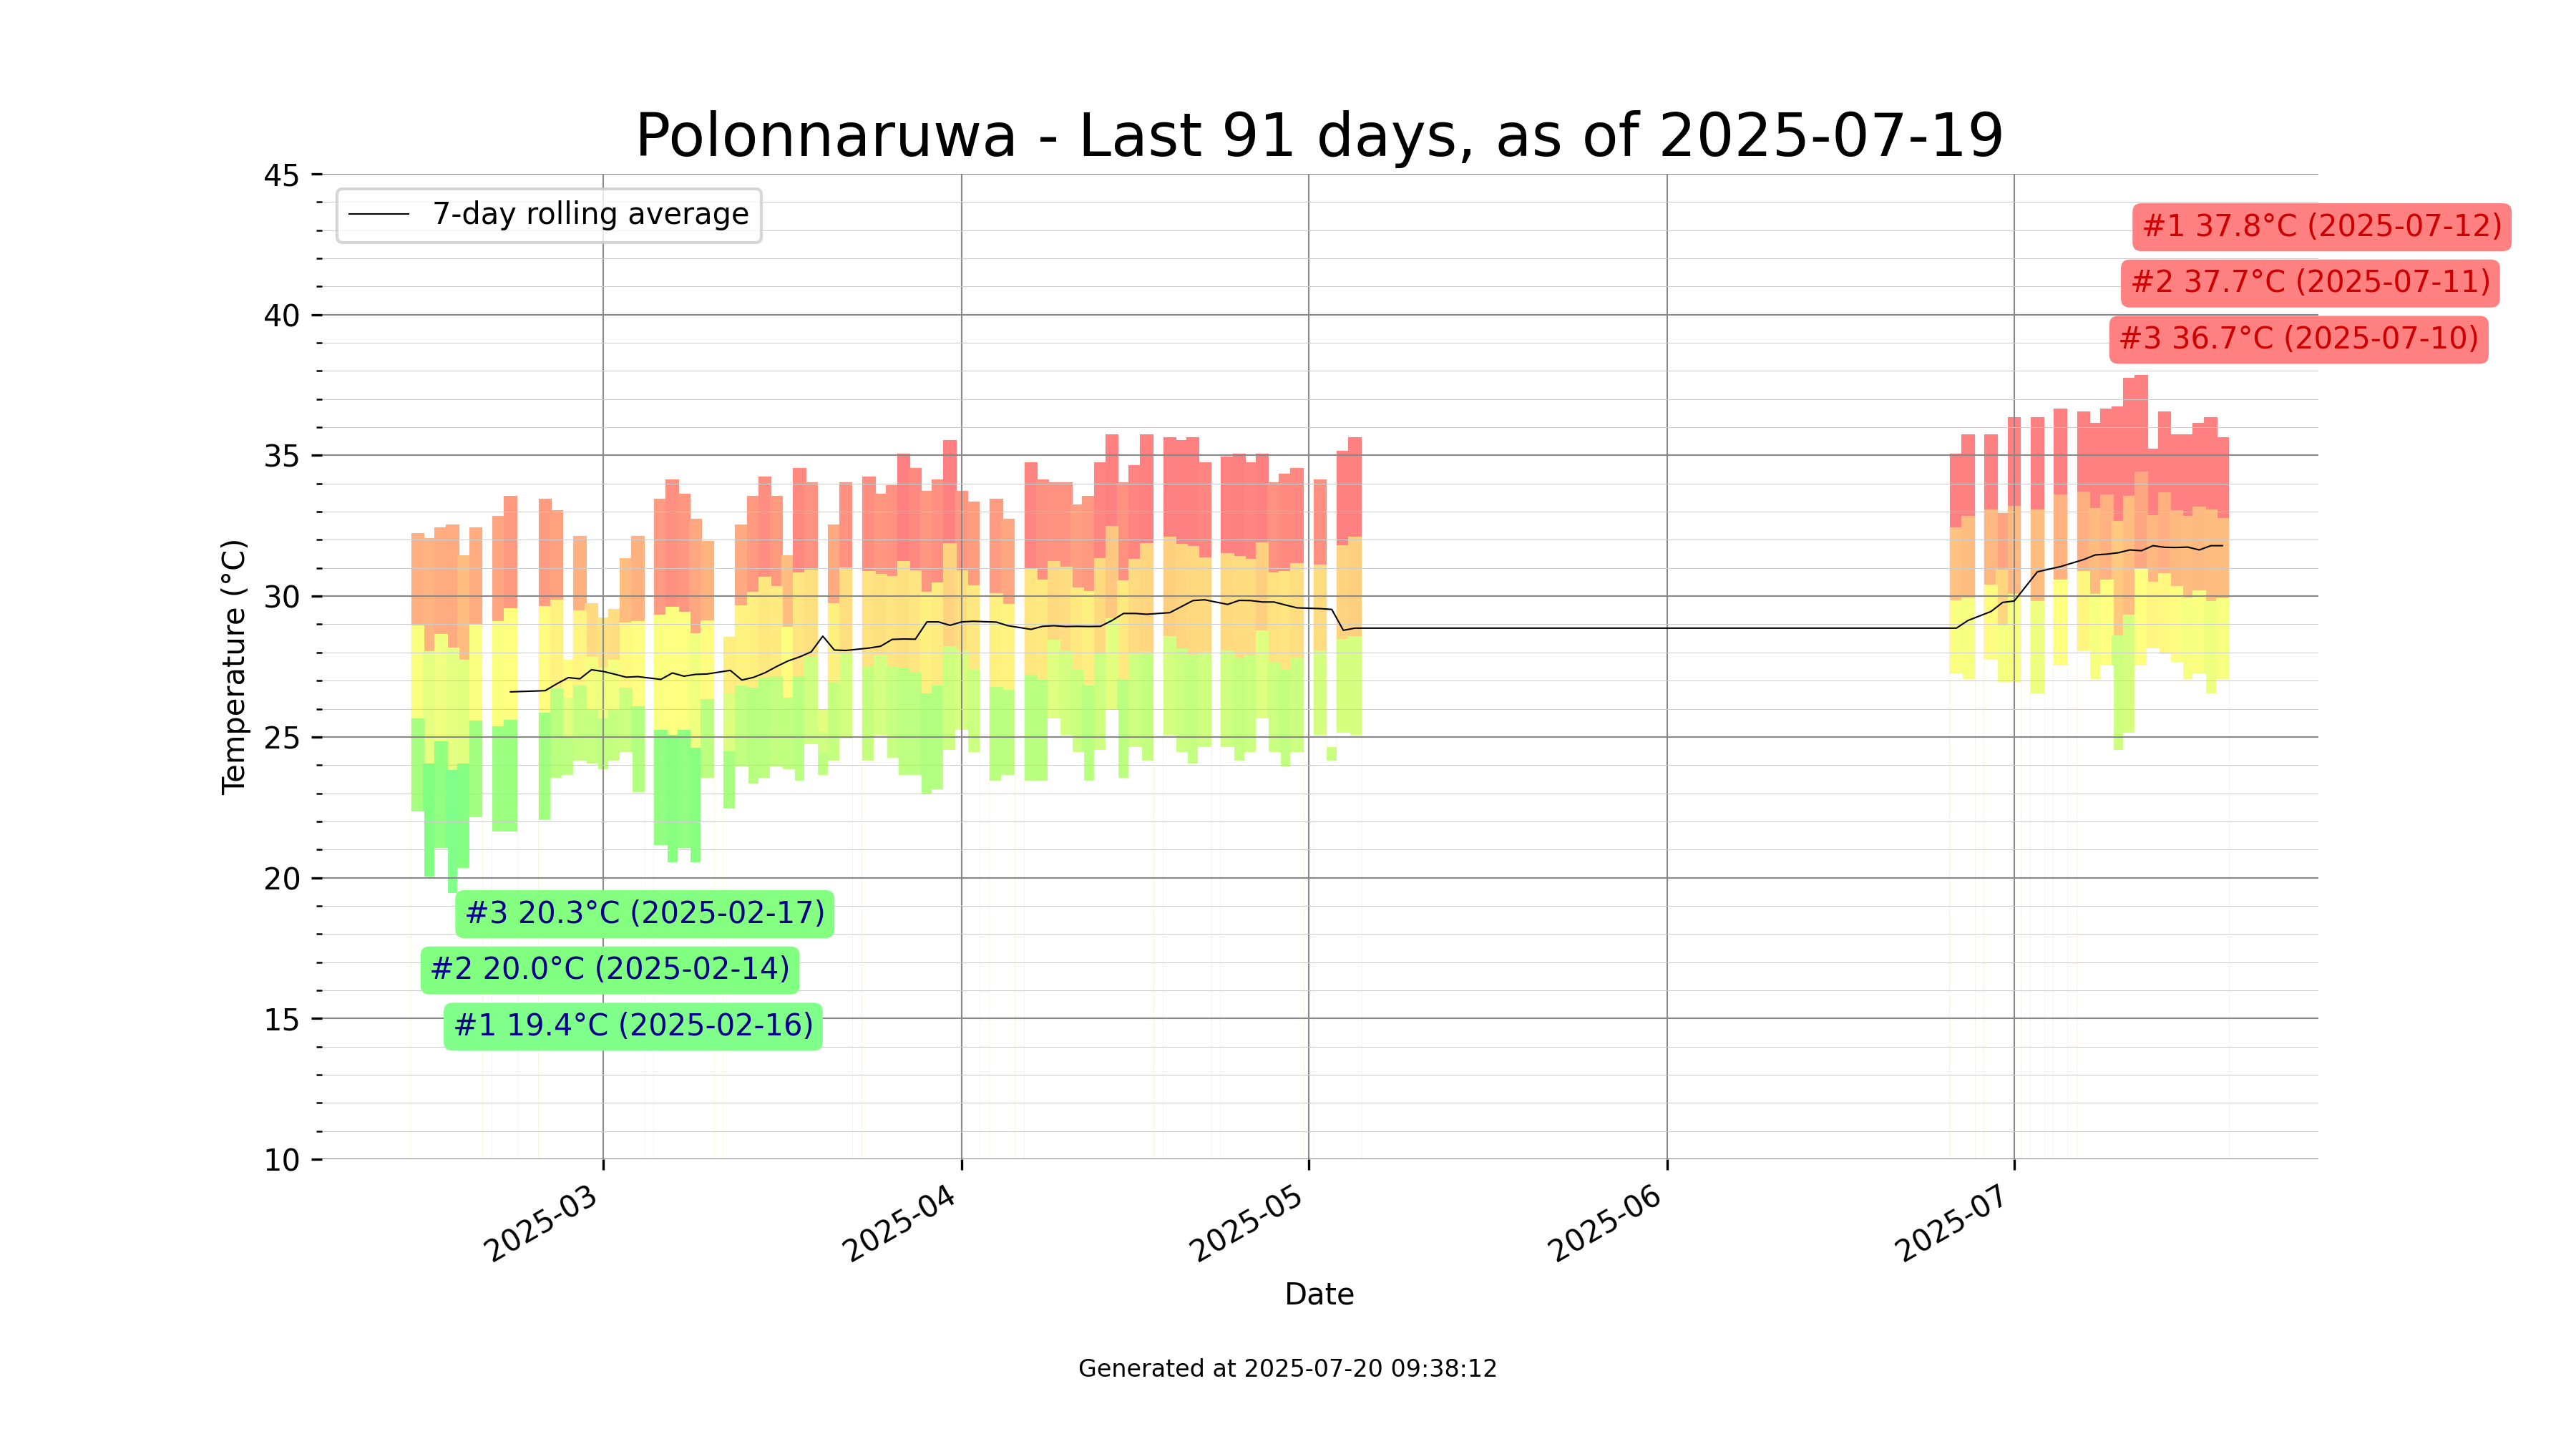 Polonnaruwa - Last 91 days, as of 2025-07-19
45
7-day rolling average
#1 37.8°C (2025-07-12)
#2 37.7°C (2025-07-11)
40
#3 36.7°C (2025-07-10)
35
30
Temperature (°C)
25
20
#3 20.3°C (2025-02-17)
#2 20.0°C (2025-02-14)
15
#1 19.4°C (2025-02-16)
10
2025-03
2025-04
2025-05
2025-06
2025-07
Date
Generated at 2025-07-20 09:38:12